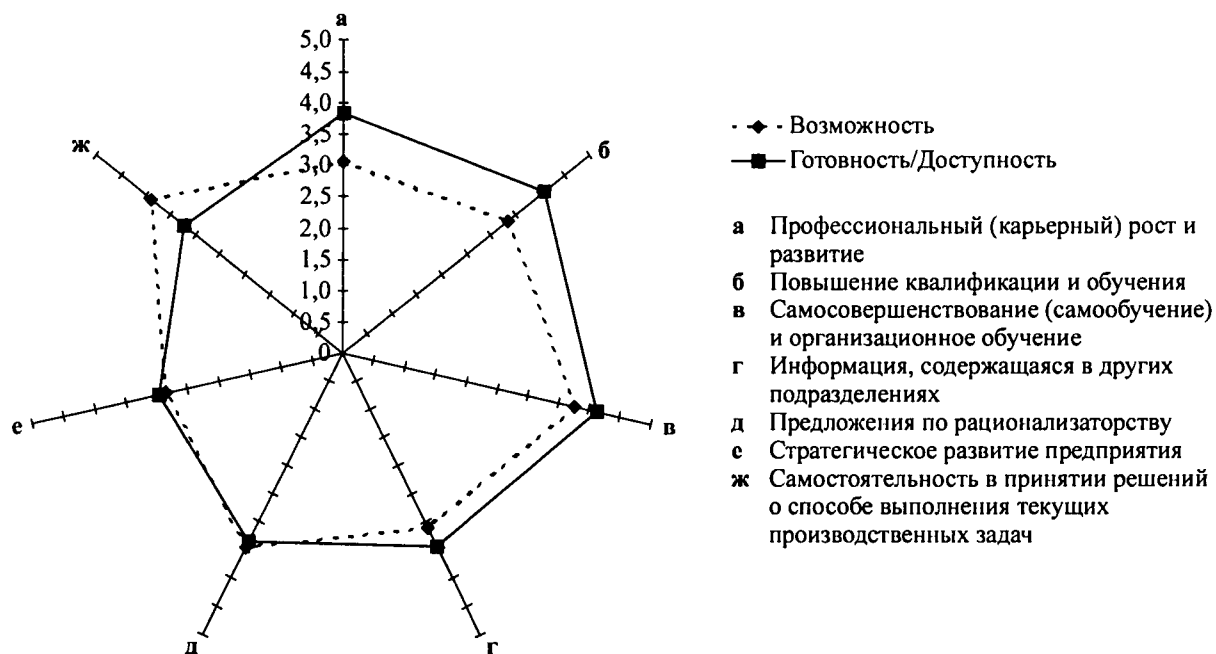 а
5,0
4,5
4,0
3,5
3,0
2,5
2,0
1,5
1,0
0,5
0
ж
б
е
в
д
г
Возможность
Готовность/Доступность
а Профессиональный (карьерный) рост и
развитие
б Повышение квалификации и обучения
в Самосовершенствование (самообучение)
и организационное обучение
г Информация, содержащаяся в других
подразделениях
д Предложения по рационализаторству
е Стратегическое развитие предприятия
ж Самостоятельность в принятии решений
о способе выполнения текущих
производственных задач